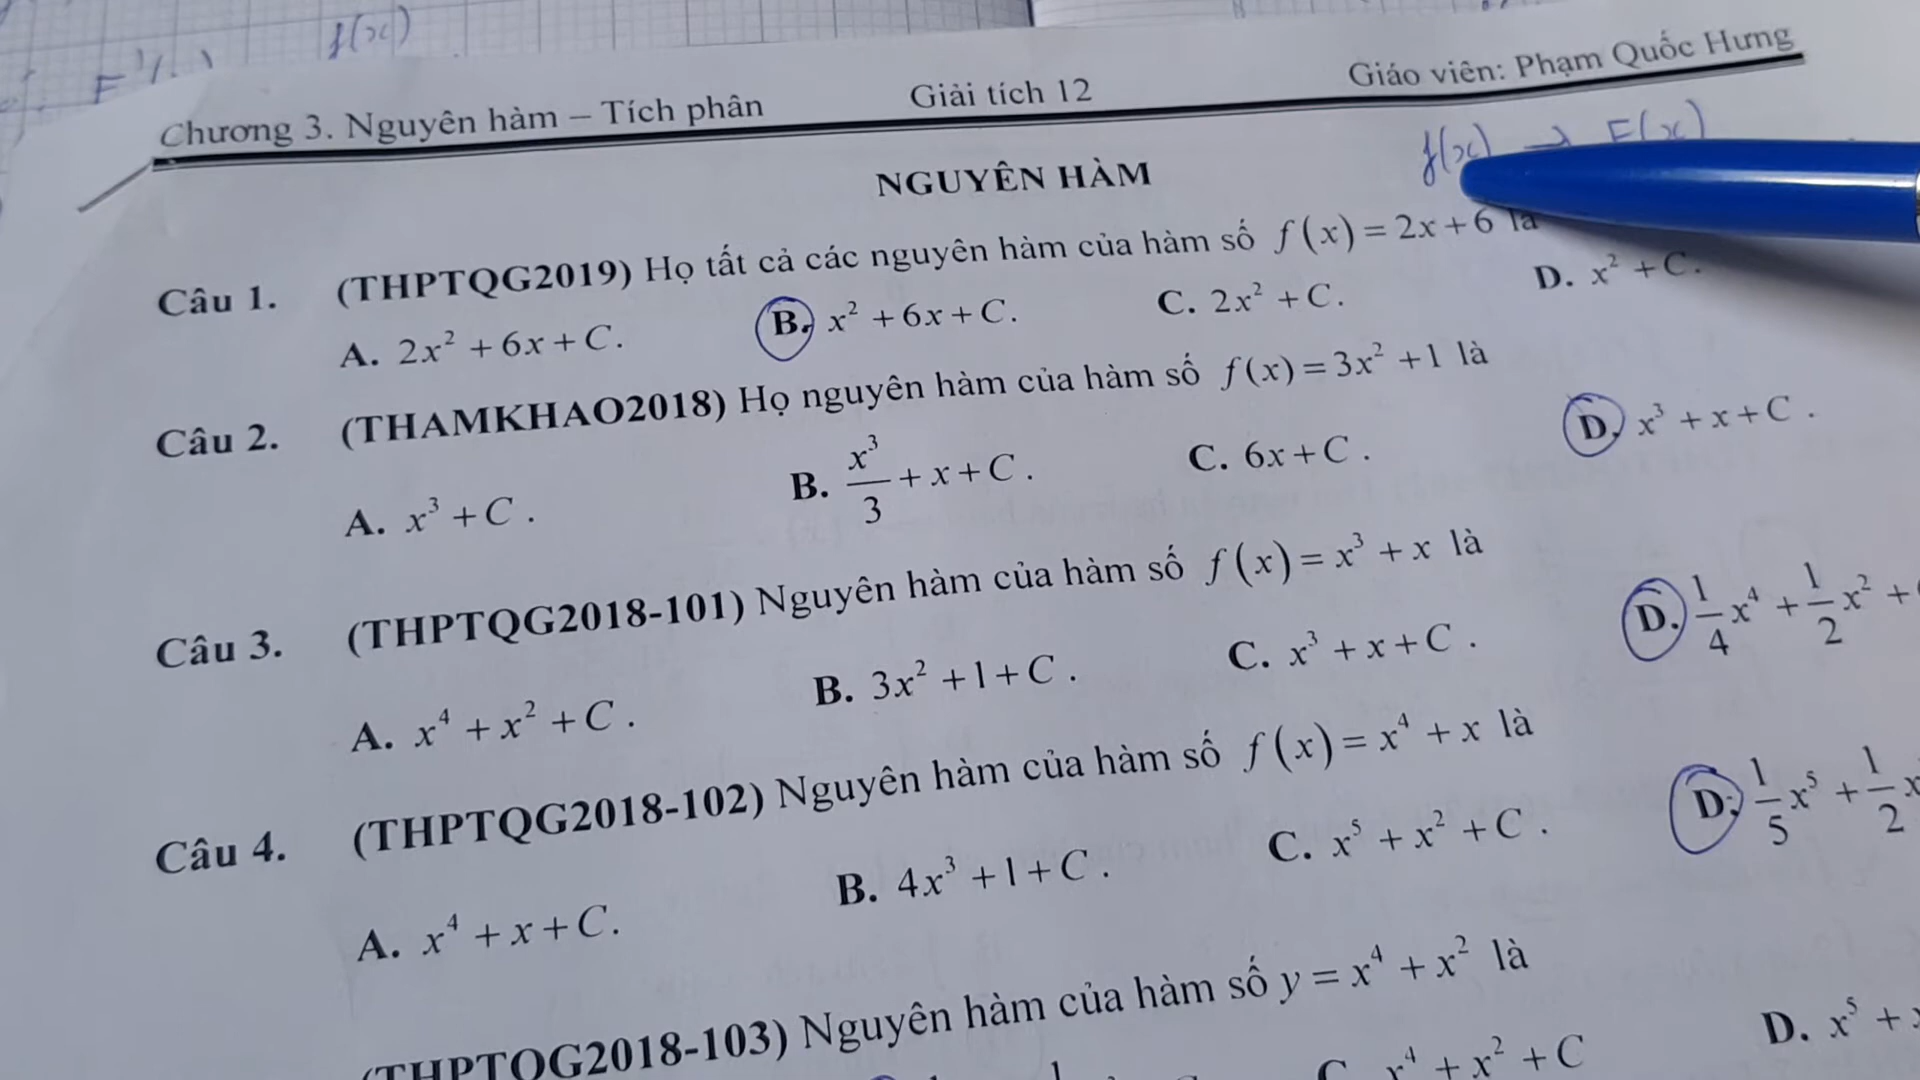 f(x)
Chương 3. Nguyên hàm – Tích phân Giải tích 12 Giáo viên: Phạm Quốc Hưng
f(x) → F(x)
NGUYÊN HÀM
Câu 1. (THPTQG2019) Họ tất cả các nguyên hàm của hàm số f(x) = 2x + 6 là
A. 2x² + 6x + C. B. x² + 6x + C. C. 2x² + C. D. x² + C.
Câu 2. (THAMKHAO2018) Họ nguyên hàm của hàm số f(x) = 3x² + 1 là
A. x³ + C . B. x³/3 + x + C . C. 6x + C . D. x³ + x + C .
Câu 3. (THPTQG2018-101) Nguyên hàm của hàm số f(x) = x³ + x là
A. x⁴ + x² + C . B. 3x² + 1 + C . C. x³ + x + C . D. 1/4 x⁴ + 1/2 x² +
Câu 4. (THPTQG2018-102) Nguyên hàm của hàm số f(x) = x⁴ + x là
A. x⁴ + x + C. B. 4x³ + 1 + C . C. x⁵ + x² + C . D. 1/5 x⁵ + 1/2 x
(THPTQG2018-103) Nguyên hàm của hàm số y = x⁴ + x² là
C. x⁴ + x² + C D. x⁵ +